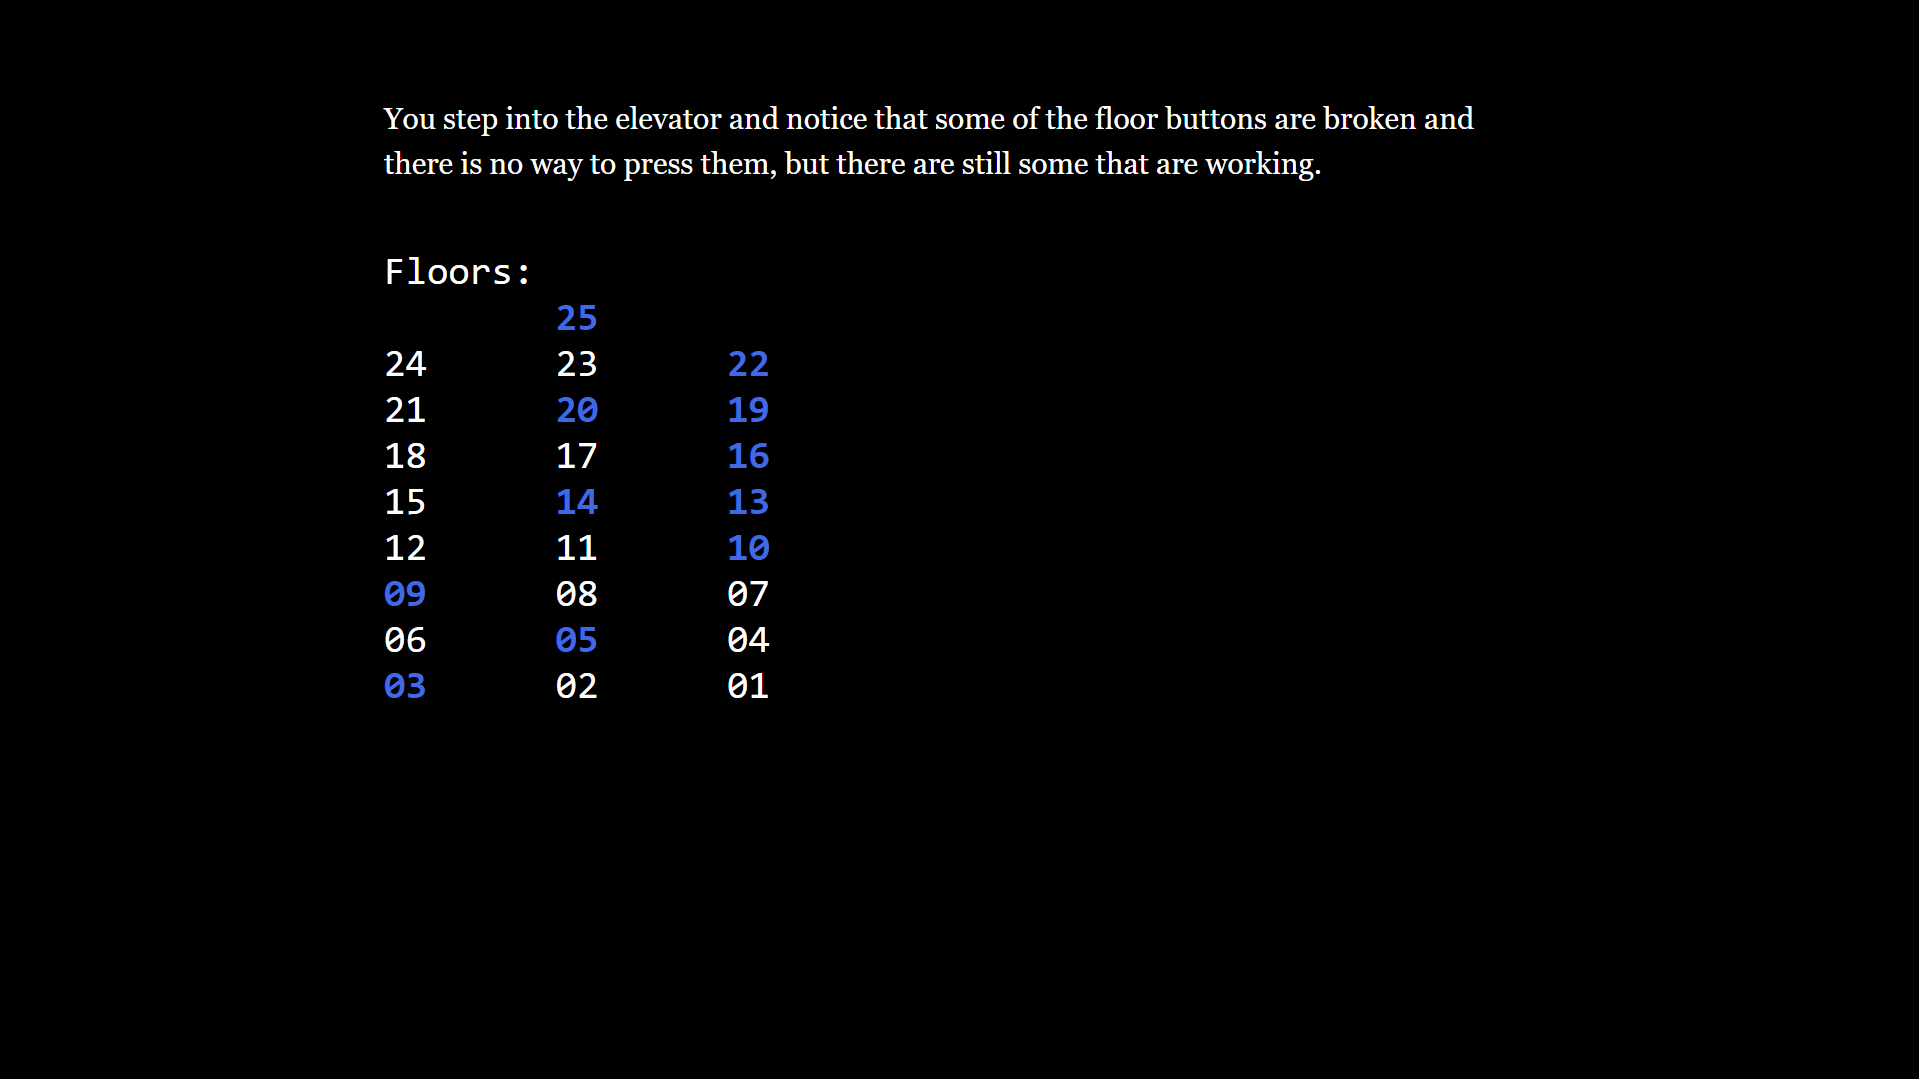 You step into the elevator and notice that some of the floor buttons are broken and
there is no way to press them, but there are still some that are working.
Floors:
25
24 23 22
21 20 19
18 17 16
15 14 13
12 11 10
09 08 07
06 05 04
03 02 01